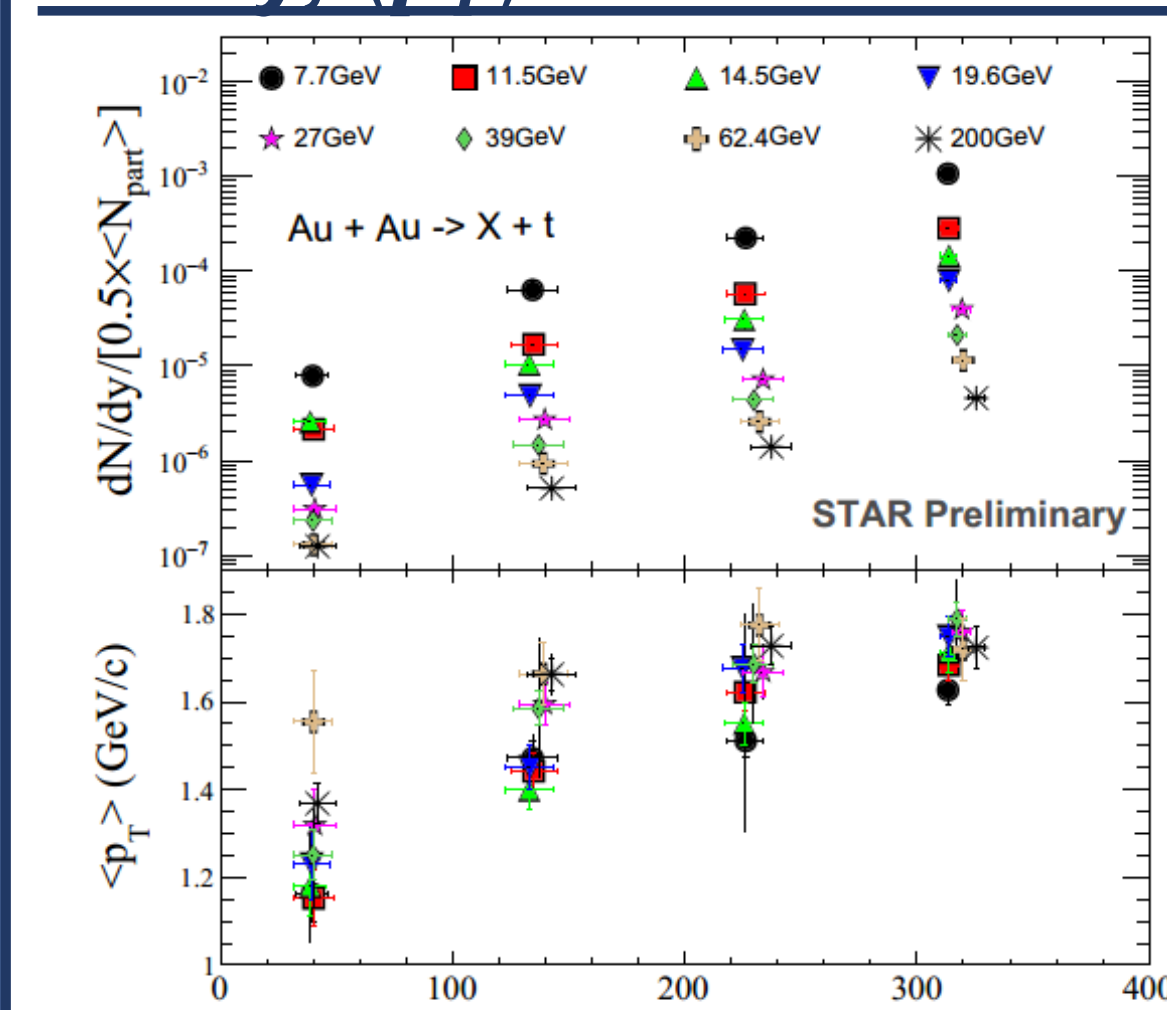 7.7GeV 11.5GeV 14.5GeV 19.6GeV
27GeV 39GeV 62.4GeV 200GeV
Au + Au -> X + t
STAR Preliminary
dN/dy/[0.5×<N_part>]
10^-2
10^-3
10^-4
10^-5
10^-6
10^-7
<p_T> (GeV/c)
1.8
1.6
1.4
1.2
1
0 100 200 300 400